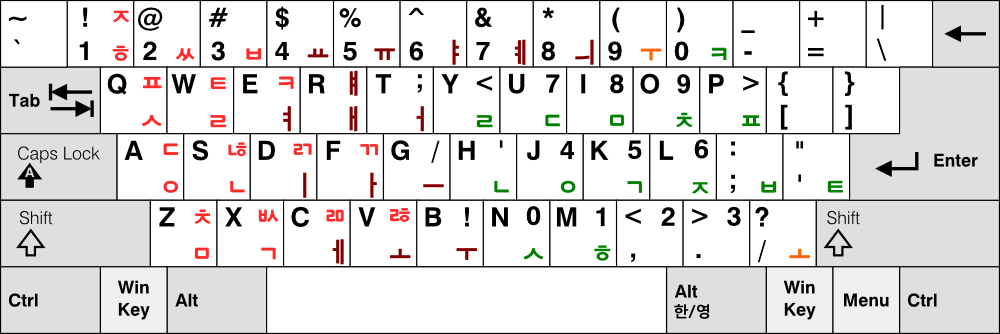 ~ ! ㅈ @ # $ % ^ & * ( ) _ + |
` 1 ㅎ 2 ㅆ 3 ㅂ 4 ㅛ 5 ㅠ 6 ㅑ 7 ㅖ 8 ㅢ 9 ㅜ 0 ㅋ - = \
Tab Q ㅍ W ㅌ E ㅋ R ㅒ T ; Y < U 7 I 8 O 9 P > { }
ㅅ ㄹ ㅕ ㅐ ㅓ ㄹ ㄷ ㅁ ㅊ ㅍ [ ]
Caps Lock A ㄷ S ㄶ D ㄺ F ㄲ G / H ' J 4 K 5 L 6 : " Enter
A ㅇ ㄴ ㅣ ㅏ ㅡ ㄴ ㅇ ㄱ ㅈ ; ㅂ ' ㅌ
Shift Z ㅊ X ㅄ C ㄻ V ㅀ B ! N 0 M 1 < 2 > 3 ? Shift
ㅁ ㄱ ㅔ ㅗ ㅜ ㅅ ㅎ , . / ㅗ
Ctrl Win Key Alt Alt 한/영 Win Key Menu Ctrl